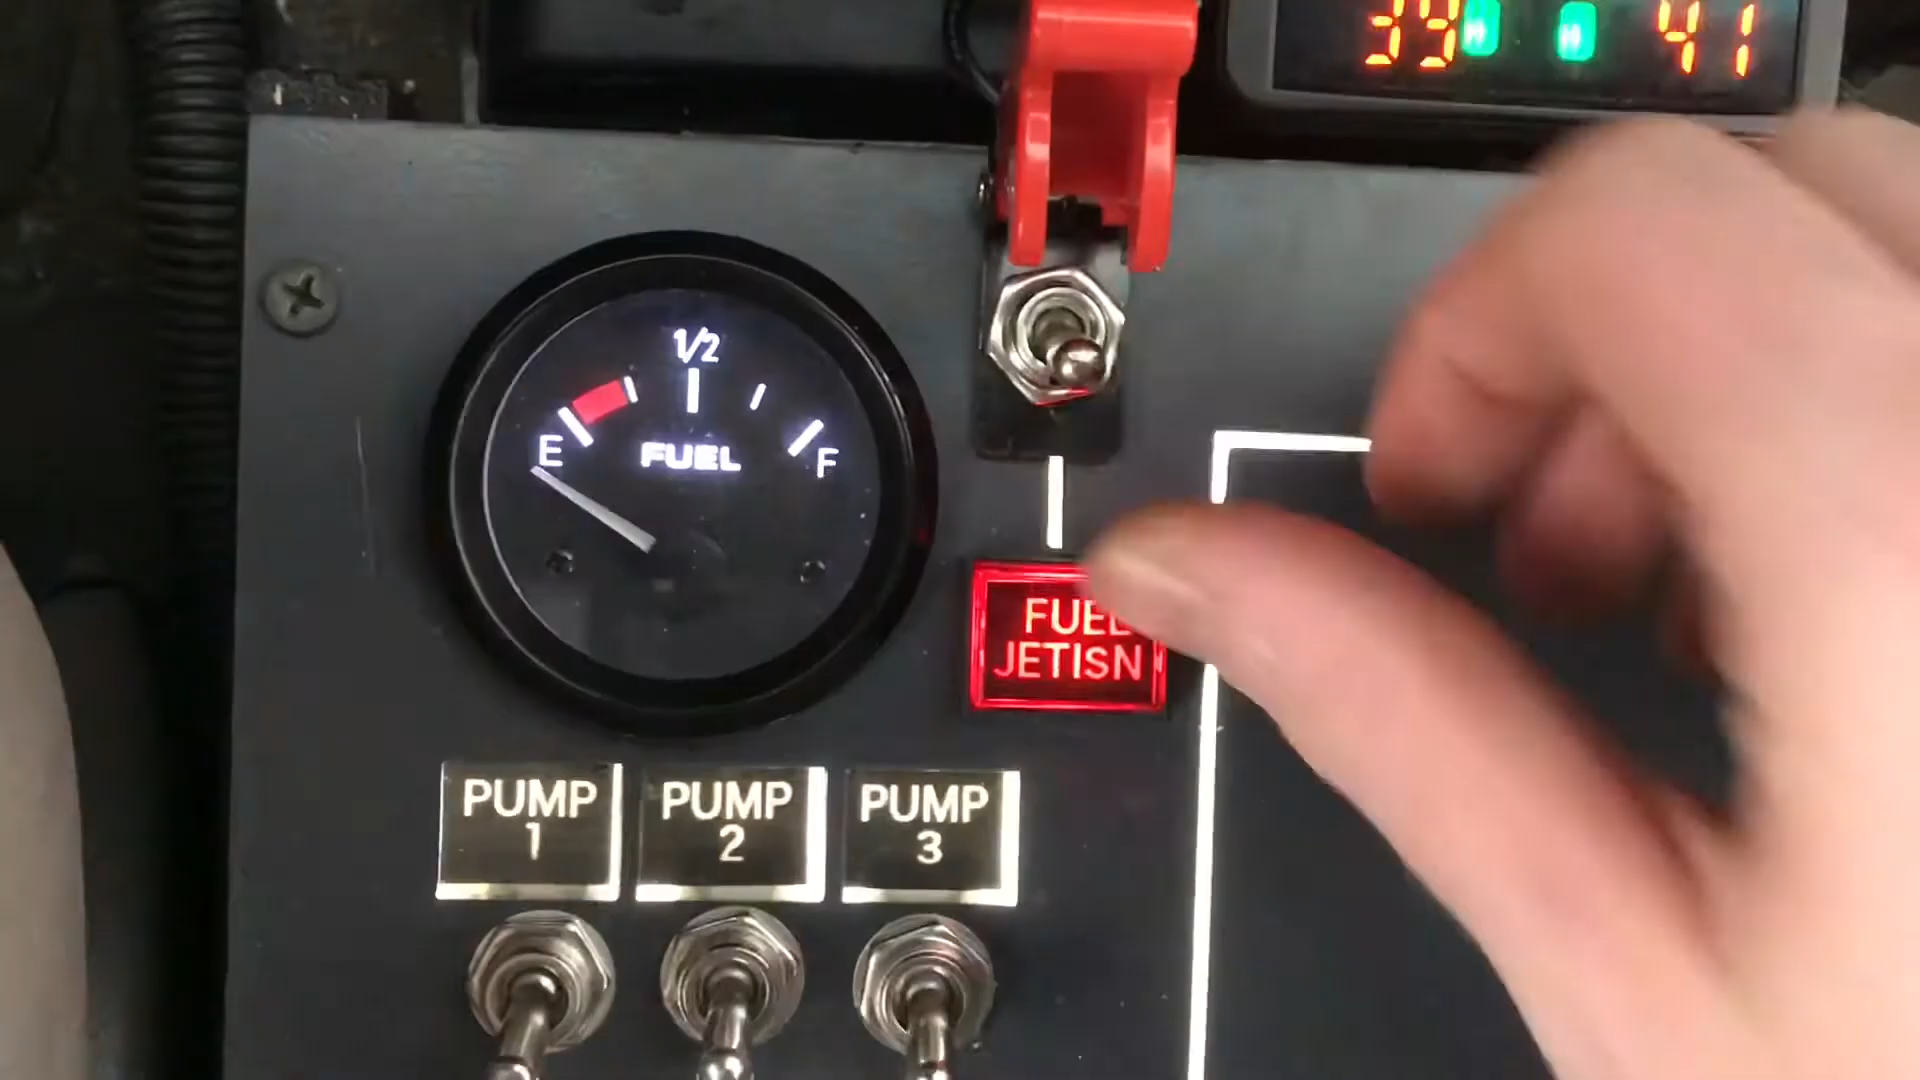 39 H H 41
1/2
E FUEL F
FUEL
JETISN
PUMP
1
PUMP
2
PUMP
3